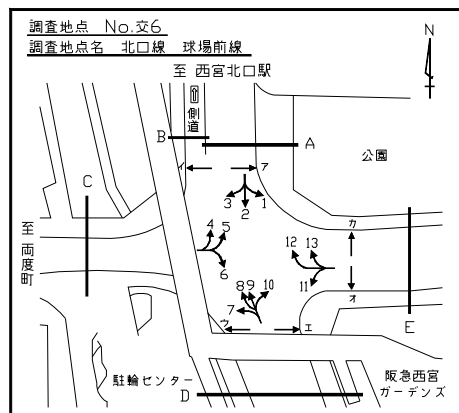 調査地点 No.交6
調査地点名 北口線 球場前線
至 西宮北口駅
N
側道
B
A
公園
C
イ
ア
3
2
1
カ
至 両度町
4
5
6
12
13
11
オ
8
9
10
7
ウ
エ
E
駐輪センター
D
阪急西宮
ガーデンズ